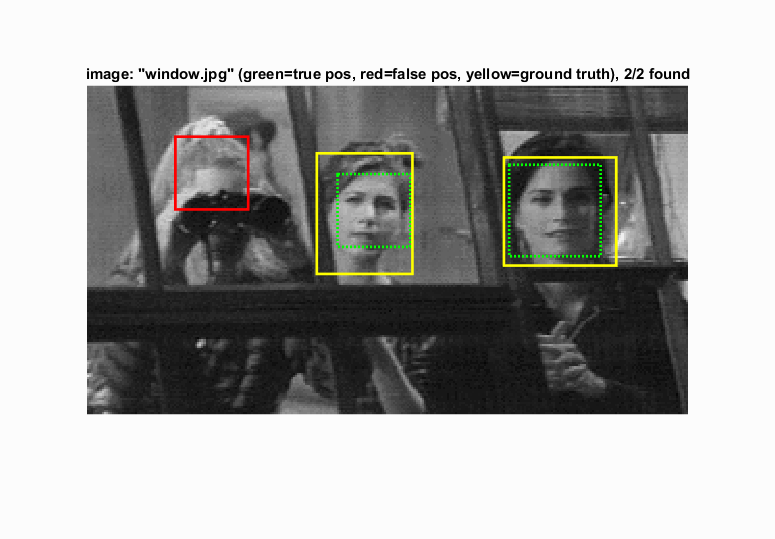 image: "window.jpg" (green=true pos, red=false pos, yellow=ground truth), 2/2 found